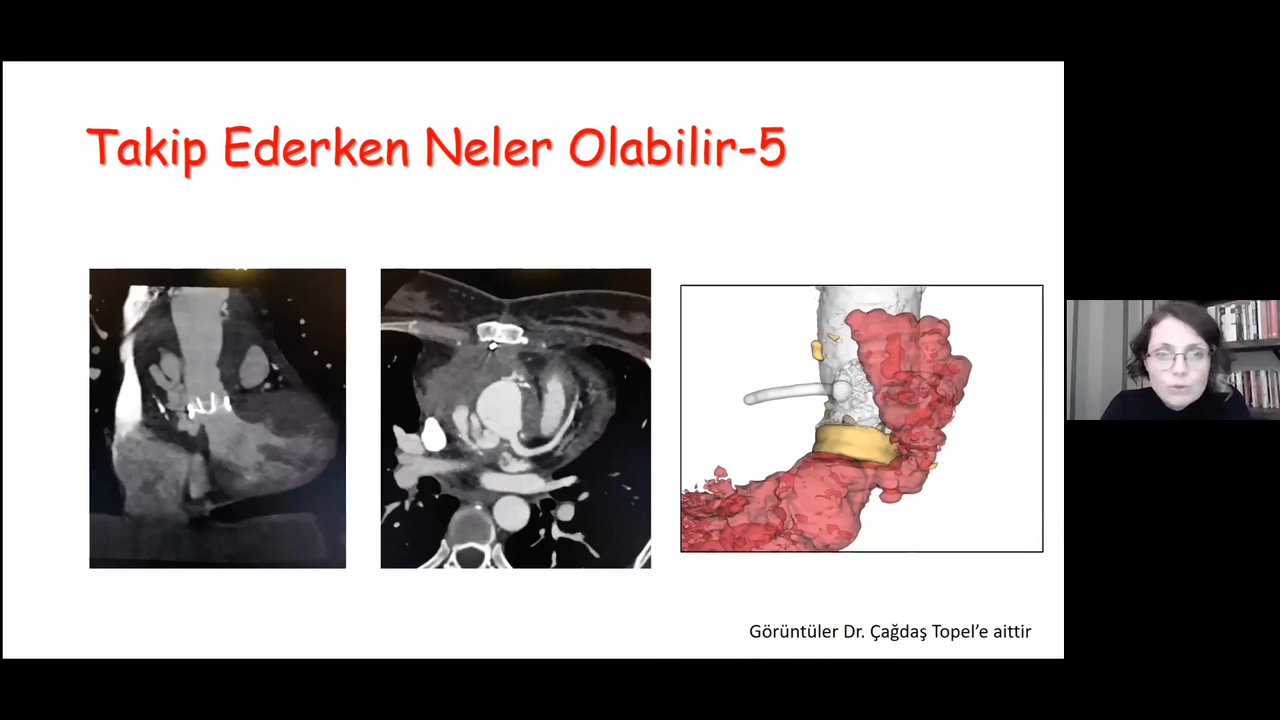 Takip Ederken Neler Olabilir-5
Görüntüler Dr. Çağdaş Topel’e aittir